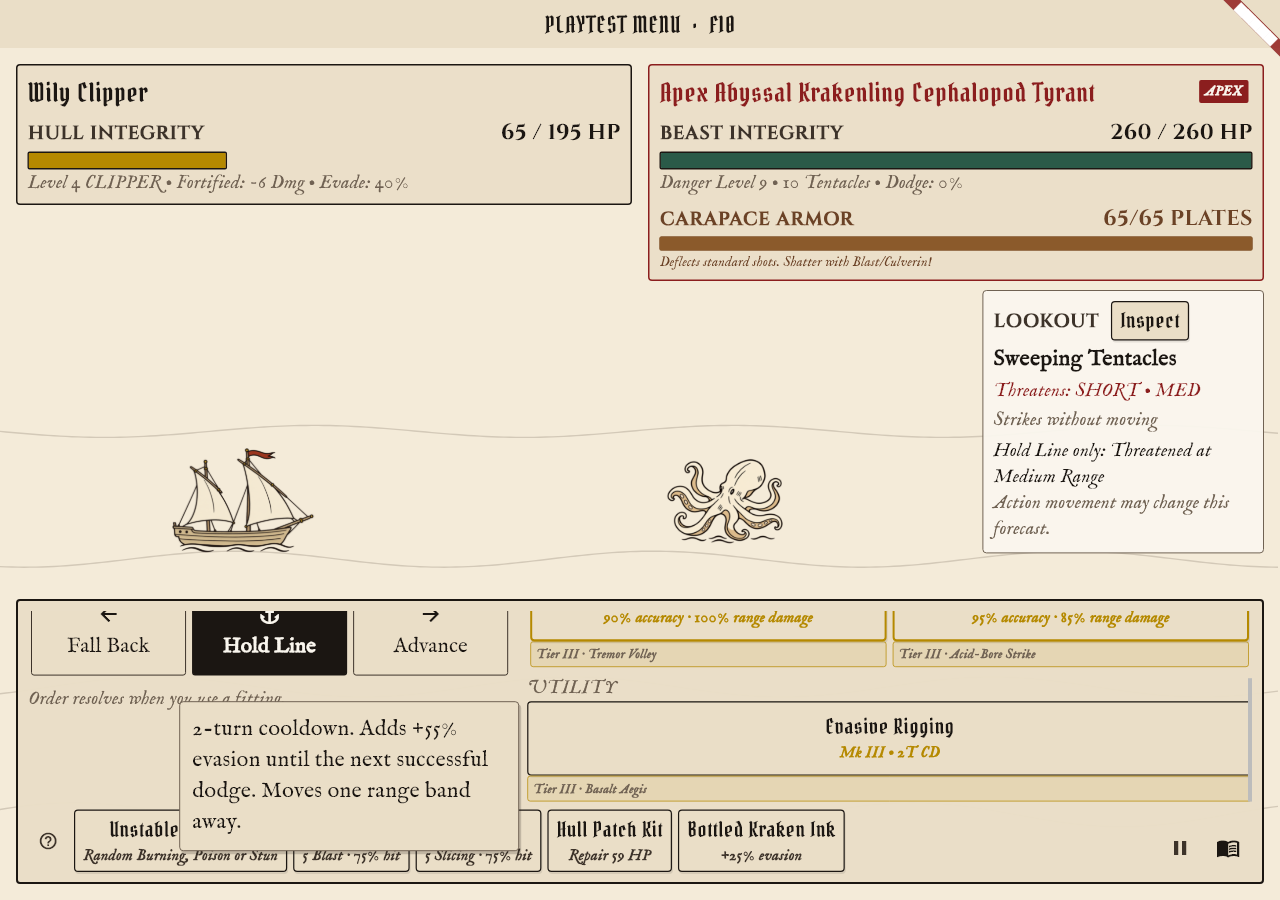 PLAYTEST MENU · F10
Wily Clipper
HULL INTEGRITY 65 / 195 HP
Level 4 CLIPPER • Fortified: -6 Dmg • Evade: 40%
Apex Abyssal Krakenling Cephalopod Tyrant APEX
BEAST INTEGRITY 260 / 260 HP
Danger Level 9 • 10 Tentacles • Dodge: 0%
CARAPACE ARMOR 65/65 PLATES
Deflects standard shots. Shatter with Blast/Culverin!
LOOKOUT Inspect
Sweeping Tentacles
Threatens: SHORT • MED
Strikes without moving
Hold Line only: Threatened at
Medium Range
Action movement may change this
forecast.
Fall Back Hold Line Advance
Order resolves when you use a fitting
90% accuracy · 100% range damage
Tier III · Tremor Volley
95% accuracy · 85% range damage
Tier III · Acid-Bore Strike
UTILITY
Evasive Rigging
Mk III • 2T CD
Tier III · Basalt Aegis
2-turn cooldown. Adds +55%
evasion until the next successful
dodge. Moves one range band
away.
Unstable
Random Burning, Poison or Stun
5 Blast · 75% hit
5 Slicing · 75% hit
Hull Patch Kit
Repair 59 HP
Bottled Kraken Ink
+25% evasion